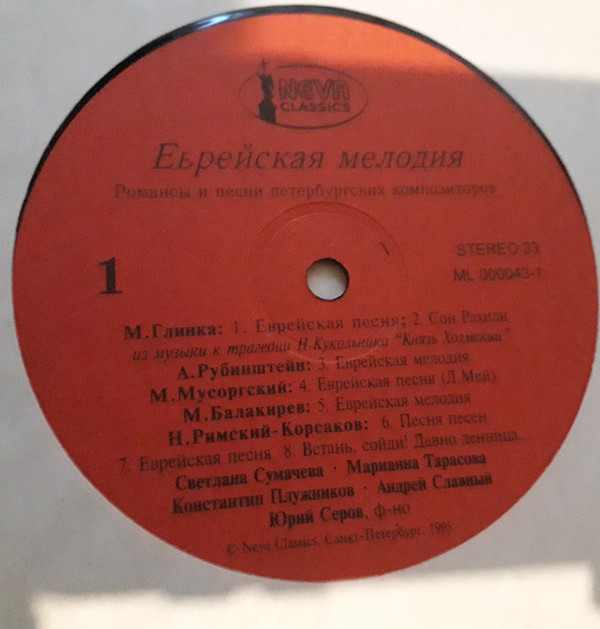 NEVA
CLASSICS
Еврейская мелодия
Романсы и песни петербургских композиторов
1
STEREO 33
ML 000043-1
М.Глинка: 1. Еврейская песня; 2. Сон Рахили
из музыки к трагедии Н.Кукольника "Князь Холмский"
А.Рубинштейн: 3. Еврейская мелодия
М.Мусоргский: 4. Еврейская песня (Л.Мей)
М.Балакирев: 5. Еврейская мелодия
Н.Римский-Корсаков: 6. Песня песен
7. Еврейская песня 8. Встань, сойди! Давно денница.
Светлана Сумачева · Марианна Тарасова
Константин Плужников · Андрей Славный
Юрий Серов, ф-но
© Neva Classics, Санкт-Петербург, 1995